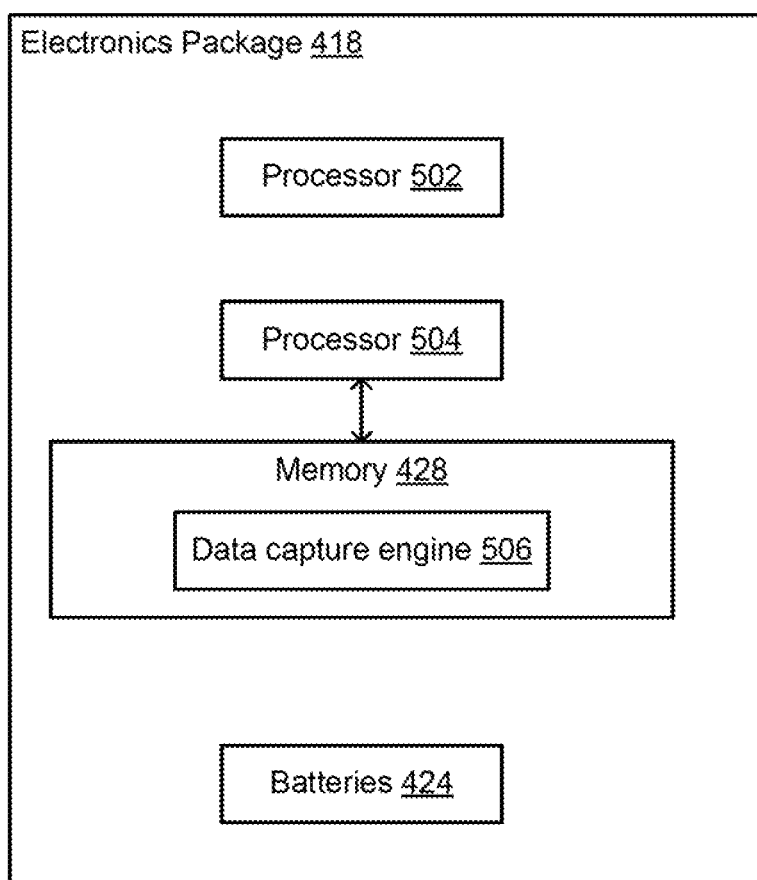 Electronics Package 418
Processor 502
Processor 504
Memory 428
Data capture engine 506
Batteries 424